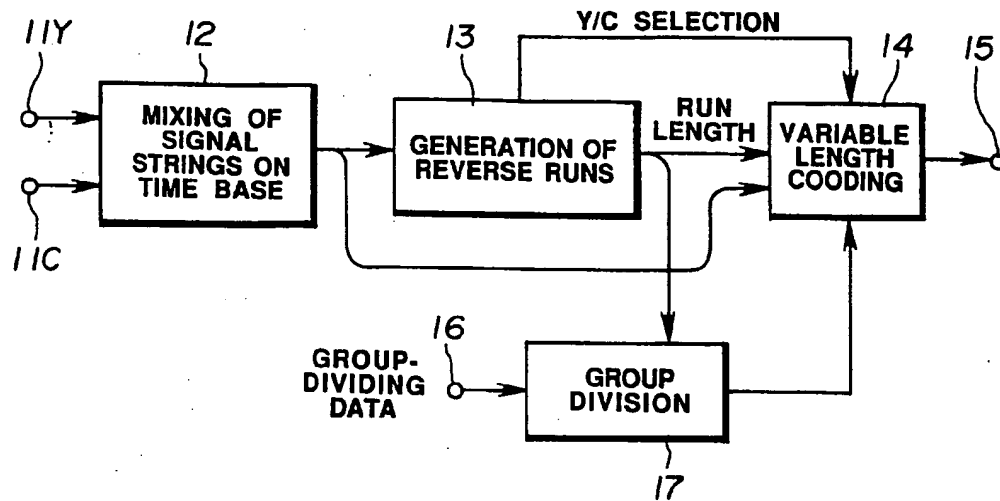 11Y
12
13
Y/C SELECTION
14
15
MIXING OF
SIGNAL
STRINGS ON
TIME BASE
GENERATION OF
REVERSE RUNS
RUN
LENGTH
VARIABLE
LENGTH
COODING
11C
16
GROUP-
DIVIDING
DATA
GROUP
DIVISION
17